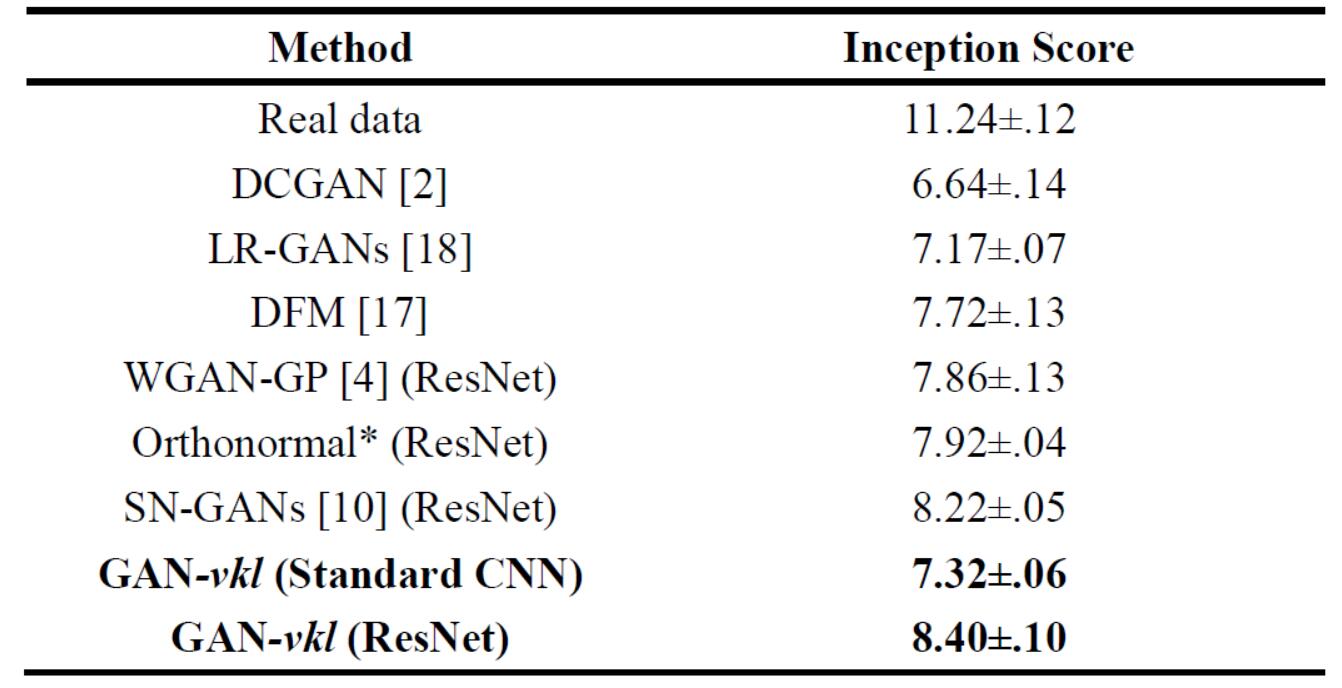 Method Inception Score
Real data 11.24±.12
DCGAN [2] 6.64±.14
LR-GANs [18] 7.17±.07
DFM [17] 7.72±.13
WGAN-GP [4] (ResNet) 7.86±.13
Orthonormal* (ResNet) 7.92±.04
SN-GANs [10] (ResNet) 8.22±.05
GAN-vkl (Standard CNN) 7.32±.06
GAN-vkl (ResNet) 8.40±.10